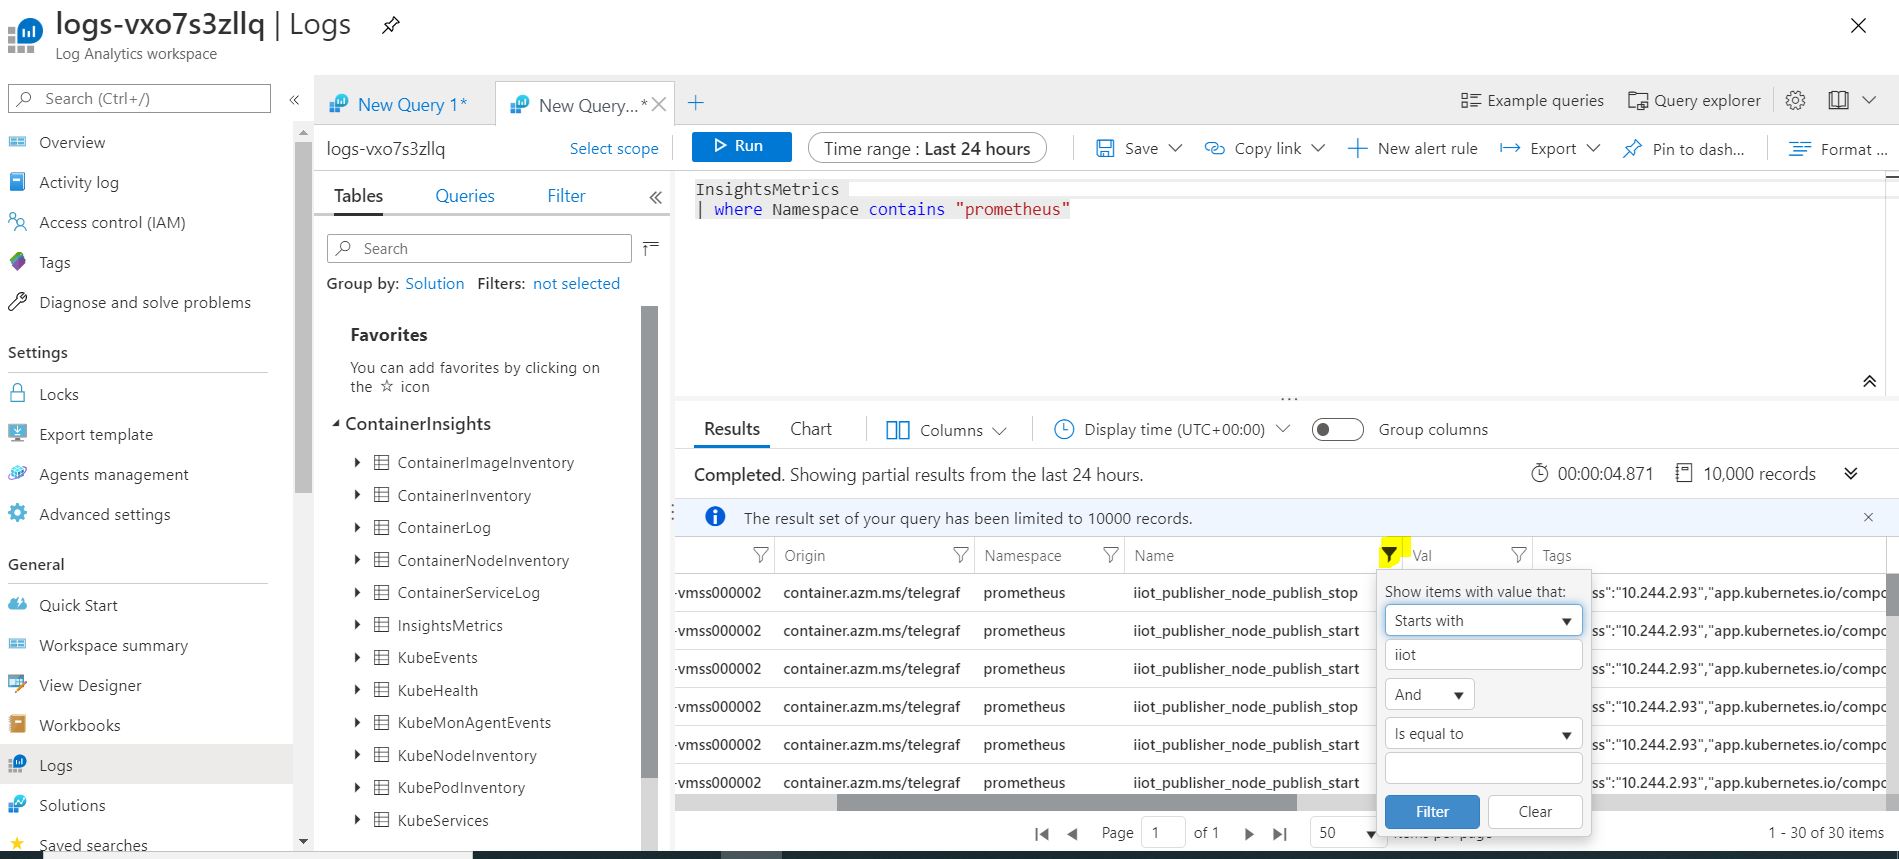 logs-vxo7s3zllq | Logs
Log Analytics workspace
Search (Ctrl+/)
Overview
Activity log
Access control (IAM)
Tags
Diagnose and solve problems
Settings
Locks
Export template
Agents management
Advanced settings
General
Quick Start
Workspace summary
View Designer
Workbooks
Logs
Solutions
Saved searches
New Query 1*
New Query...*
Example queries
Query explorer
logs-vxo7s3zllq
Select scope
Run
Time range : Last 24 hours
Save
Copy link
New alert rule
Export
Pin to dash...
Format ...
Tables
Queries
Filter
Search
Group by: Solution
Filters: not selected
Favorites
You can add favorites by clicking on
the ☆ icon
ContainerInsights
ContainerImageInventory
ContainerInventory
ContainerLog
ContainerNodeInventory
ContainerServiceLog
InsightsMetrics
KubeEvents
KubeHealth
KubeMonAgentEvents
KubeNodeInventory
KubePodInventory
KubeServices
InsightsMetrics
| where Namespace contains "prometheus"
Results
Chart
Columns
Display time (UTC+00:00)
Group columns
Completed. Showing partial results from the last 24 hours.
00:00:04.871
10,000 records
The result set of your query has been limited to 10000 records.
Origin Namespace Name Val Tags
-vmss000002 container.azm.ms/telegraf prometheus iiot_publisher_node_publish_stop ss":"10.244.2.93","app.kubernetes.io/compo
-vmss000002 container.azm.ms/telegraf prometheus iiot_publisher_node_publish_start ss":"10.244.2.93","app.kubernetes.io/compo
-vmss000002 container.azm.ms/telegraf prometheus iiot_publisher_node_publish_start ss":"10.244.2.93","app.kubernetes.io/compo
-vmss000002 container.azm.ms/telegraf prometheus iiot_publisher_node_publish_stop ss":"10.244.2.93","app.kubernetes.io/compo
-vmss000002 container.azm.ms/telegraf prometheus iiot_publisher_node_publish_start ss":"10.244.2.93","app.kubernetes.io/compo
-vmss000002 container.azm.ms/telegraf prometheus iiot_publisher_node_publish_start ss":"10.244.2.93","app.kubernetes.io/compo
Show items with value that:
Starts with
iiot
And
Is equal to
Filter
Clear
Page 1 of 1
50
items per page
1 - 30 of 30 items